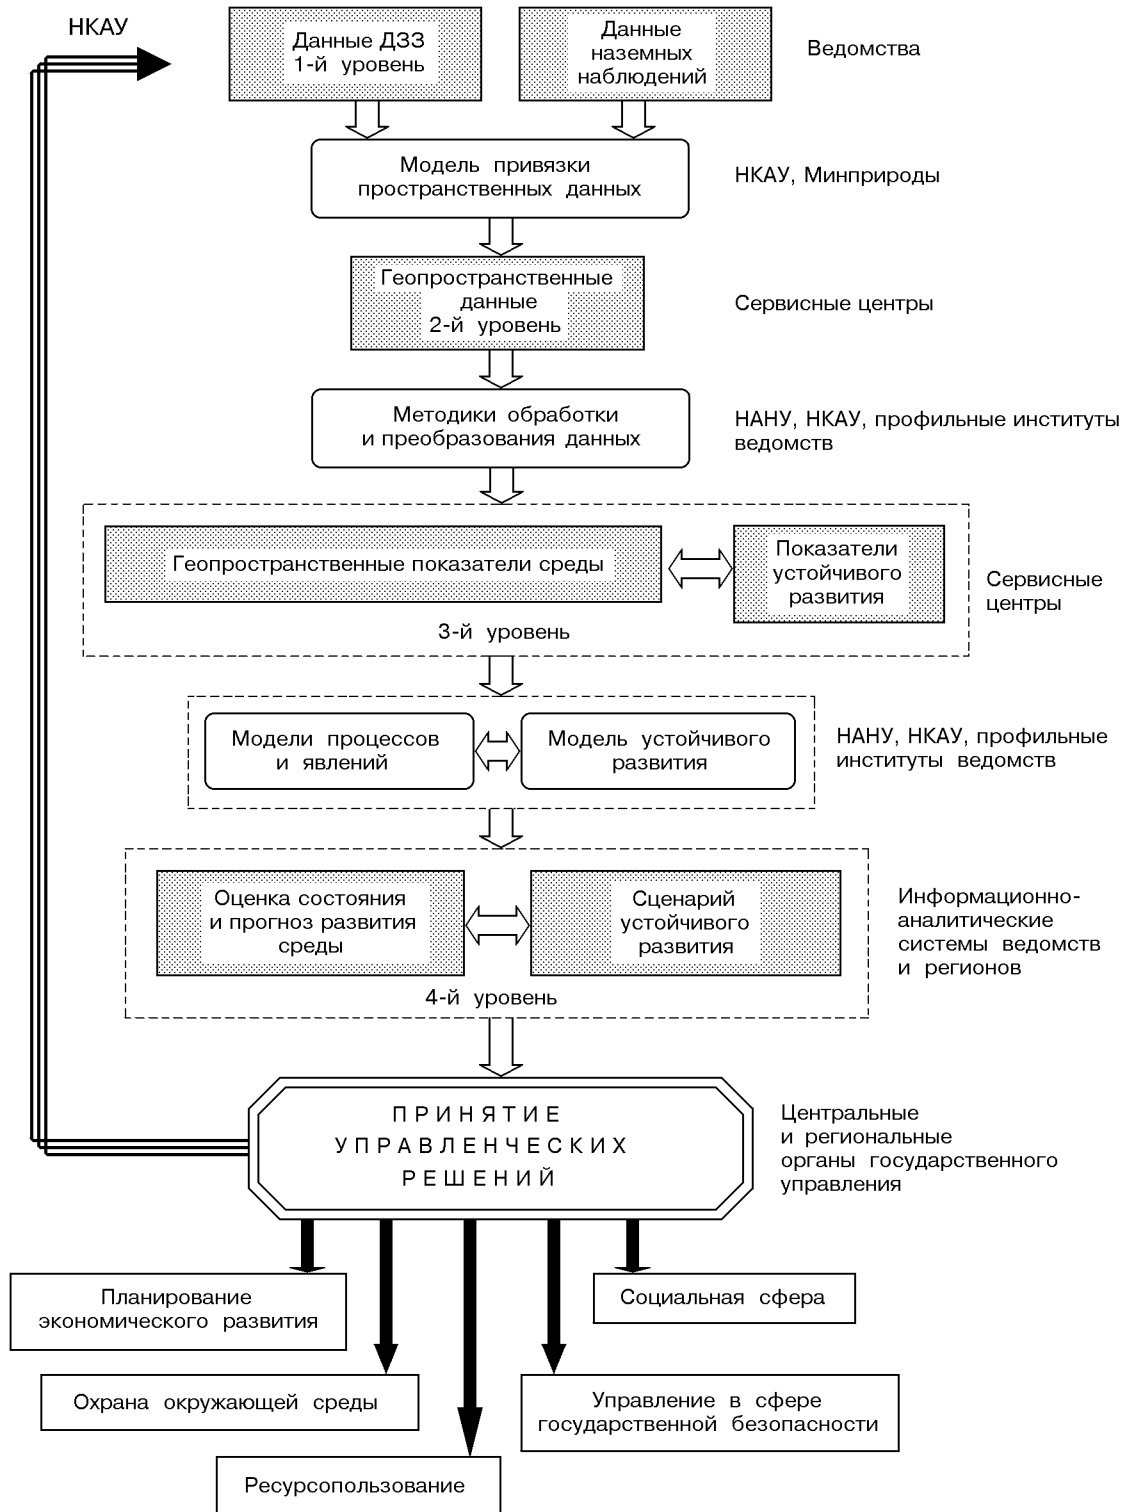 НКАУ
Данные ДЗЗ
1-й уровень
Данные
наземных
наблюдений
Ведомства
Модель привязки
пространственных данных
НКАУ, Минприроды
Геопространственные
данные
2-й уровень
Сервисные центры
Методики обработки
и преобразования данных
НАНУ, НКАУ, профильные институты
ведомств
Геопространственные показатели среды
Показатели
устойчивого
развития
3-й уровень
Сервисные
центры
Модели процессов
и явлений
Модель устойчивого
развития
НАНУ, НКАУ, профильные
институты ведомств
Оценка состояния
и прогноз развития
среды
Сценарий
устойчивого
развития
4-й уровень
Информационно-
аналитические
системы ведомств
и регионов
ПРИНЯТИЕ
УПРАВЛЕНЧЕСКИХ
РЕШЕНИЙ
Центральные
и региональные
органы государственного
управления
Планирование
экономического развития
Социальная сфера
Охрана окружающей среды
Управление в сфере
государственной безопасности
Ресурсопользование